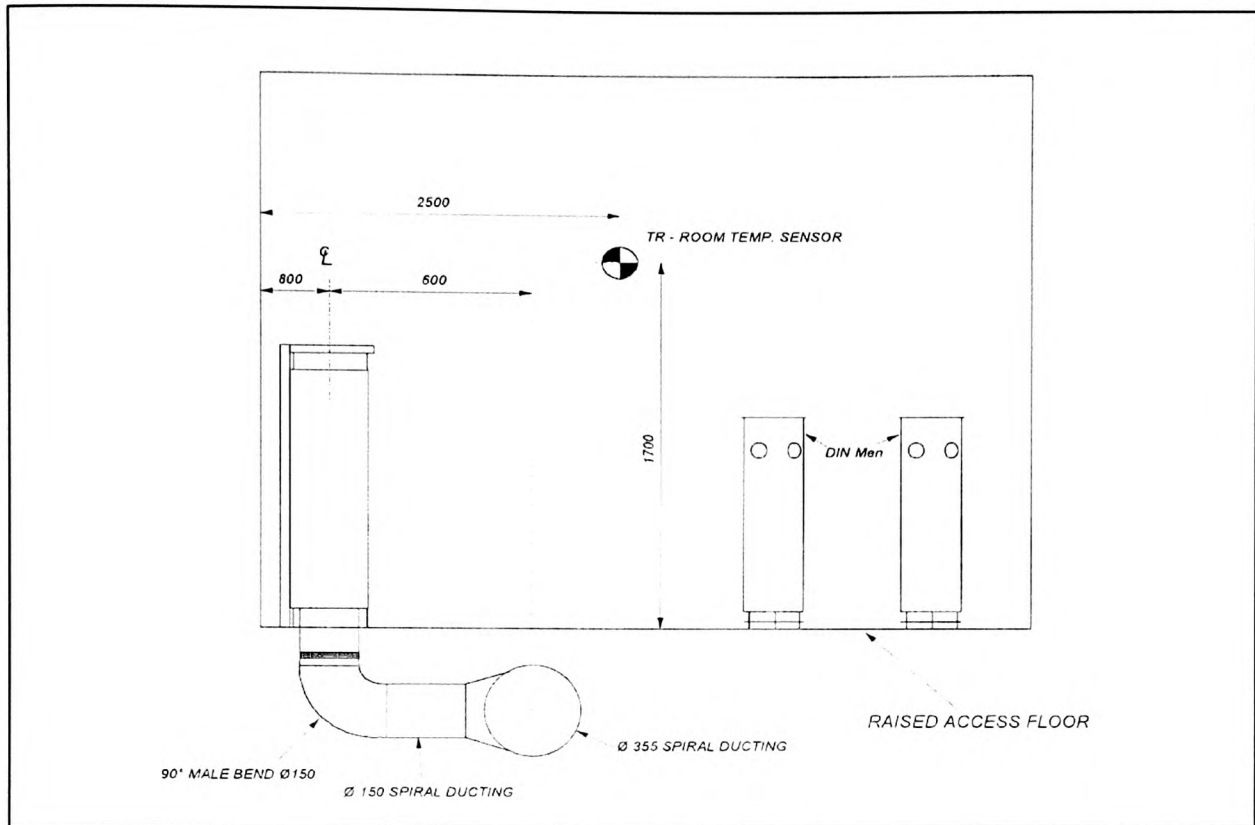 2500
TR - ROOM TEMP. SENSOR
℄
800
600
1700
DIN Men
RAISED ACCESS FLOOR
Ø 355 SPIRAL DUCTING
90° MALE BEND Ø150
Ø 150 SPIRAL DUCTING